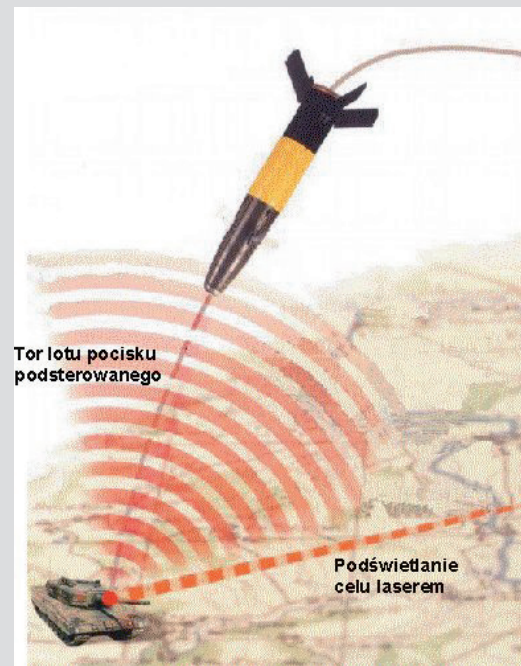 Tor lotu pocisku
podsterowanego
Podświetlanie
celu laserem